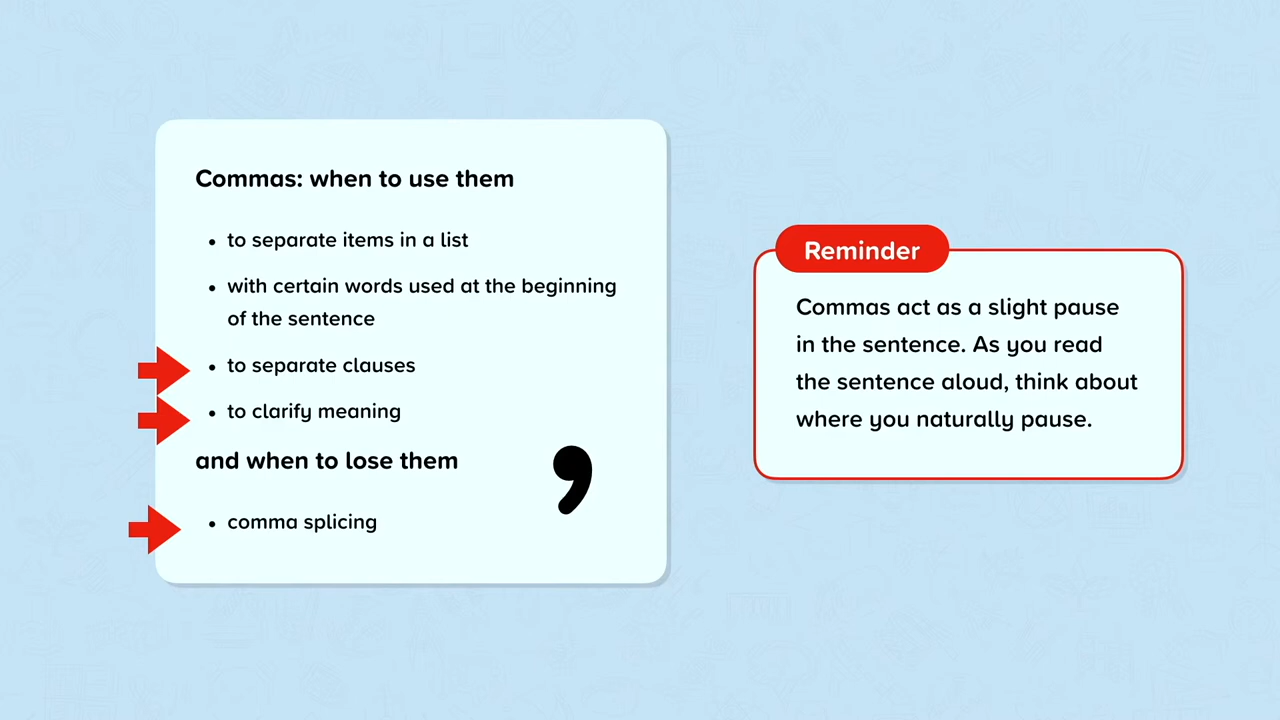 Commas: when to use them
• to separate items in a list
• with certain words used at the beginning
of the sentence
• to separate clauses
• to clarify meaning
and when to lose them
• comma splicing
,
Reminder
Commas act as a slight pause
in the sentence. As you read
the sentence aloud, think about
where you naturally pause.